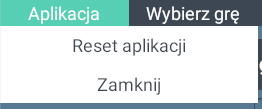 Aplikacja Wybierz grę
Reset aplikacji
Zamknij